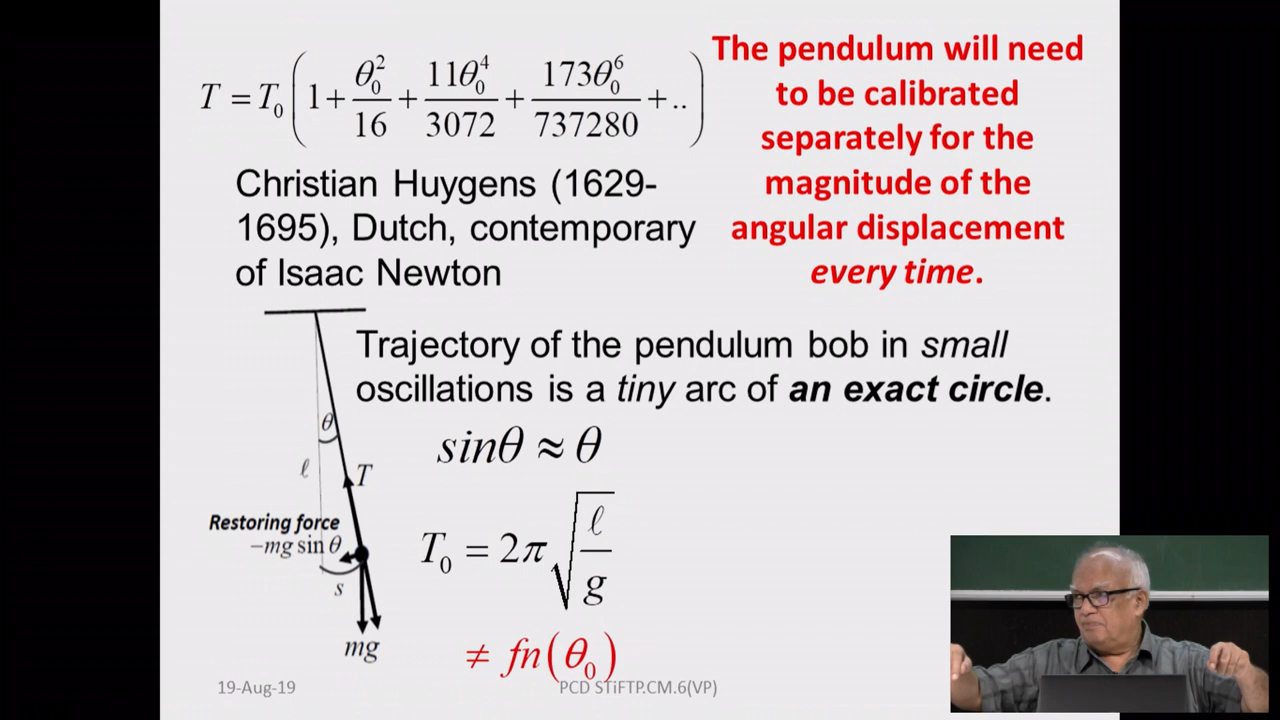 T = T₀ (1 + θ₀²/16 + 11θ₀⁴/3072 + 173θ₀⁶/737280 + ..)
The pendulum will need
to be calibrated
separately for the
magnitude of the
angular displacement
every time.
Christian Huygens (1629-
1695), Dutch, contemporary
of Isaac Newton
Trajectory of the pendulum bob in small
oscillations is a tiny arc of an exact circle.
θ
ℓ
T
Restoring force
−mg sin θ
s
mg
sinθ ≈ θ
T₀ = 2π √(ℓ/g)
≠ fn(θ₀)
19-Aug-19
PCD STiFTP.CM.6(VP)